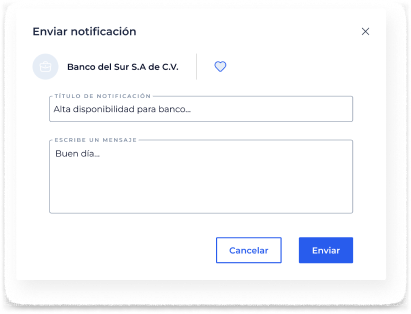 Enviar notificación
Banco del Sur S.A de C.V.
TÍTULO DE NOTIFICACIÓN
Alta disponibilidad para banco...
ESCRIBE UN MENSAJE
Buen día...
Cancelar
Enviar